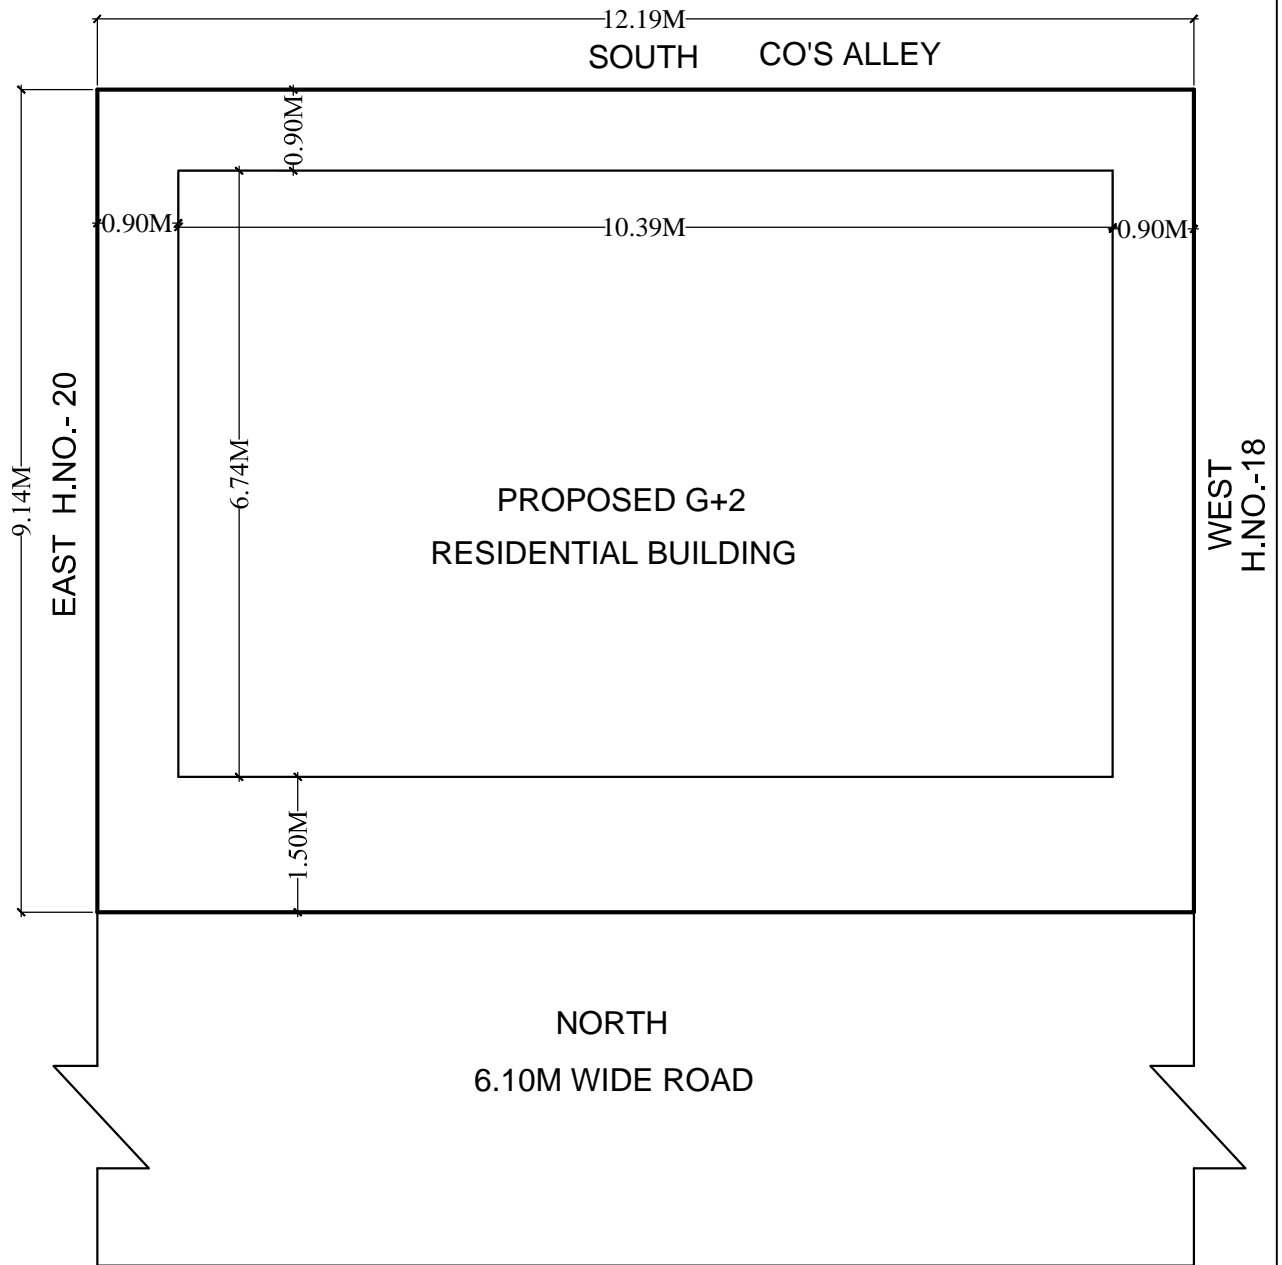 12.19M
SOUTH CO'S ALLEY
0.90M
0.90M
10.39M
0.90M
9.14M
EAST H.NO.- 20
6.74M
PROPOSED G+2
RESIDENTIAL BUILDING
WEST
H.NO.-18
1.50M
NORTH
6.10M WIDE ROAD